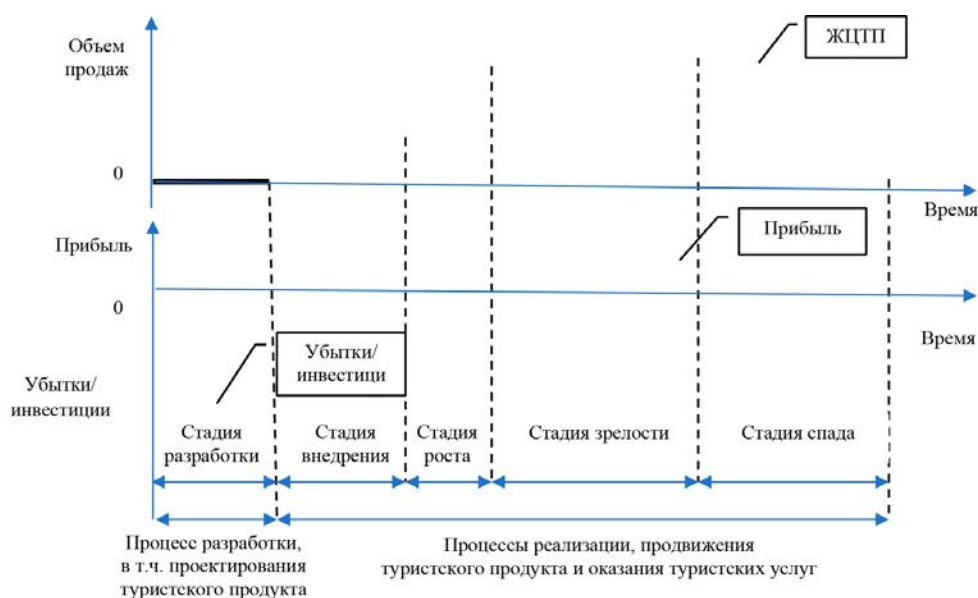 Объем
продаж
ЖЦТП
0
Время
Прибыль
Прибыль
0
Время
Убытки/
инвестици
Убытки/
инвестиции
Стадия
разработки
Стадия
внедрения
Стадия
роста
Стадия зрелости
Стадия спада
Процесс разработки,
в т.ч. проектирования
туристского продукта
Процессы реализации, продвижения
туристского продукта и оказания туристских услуг